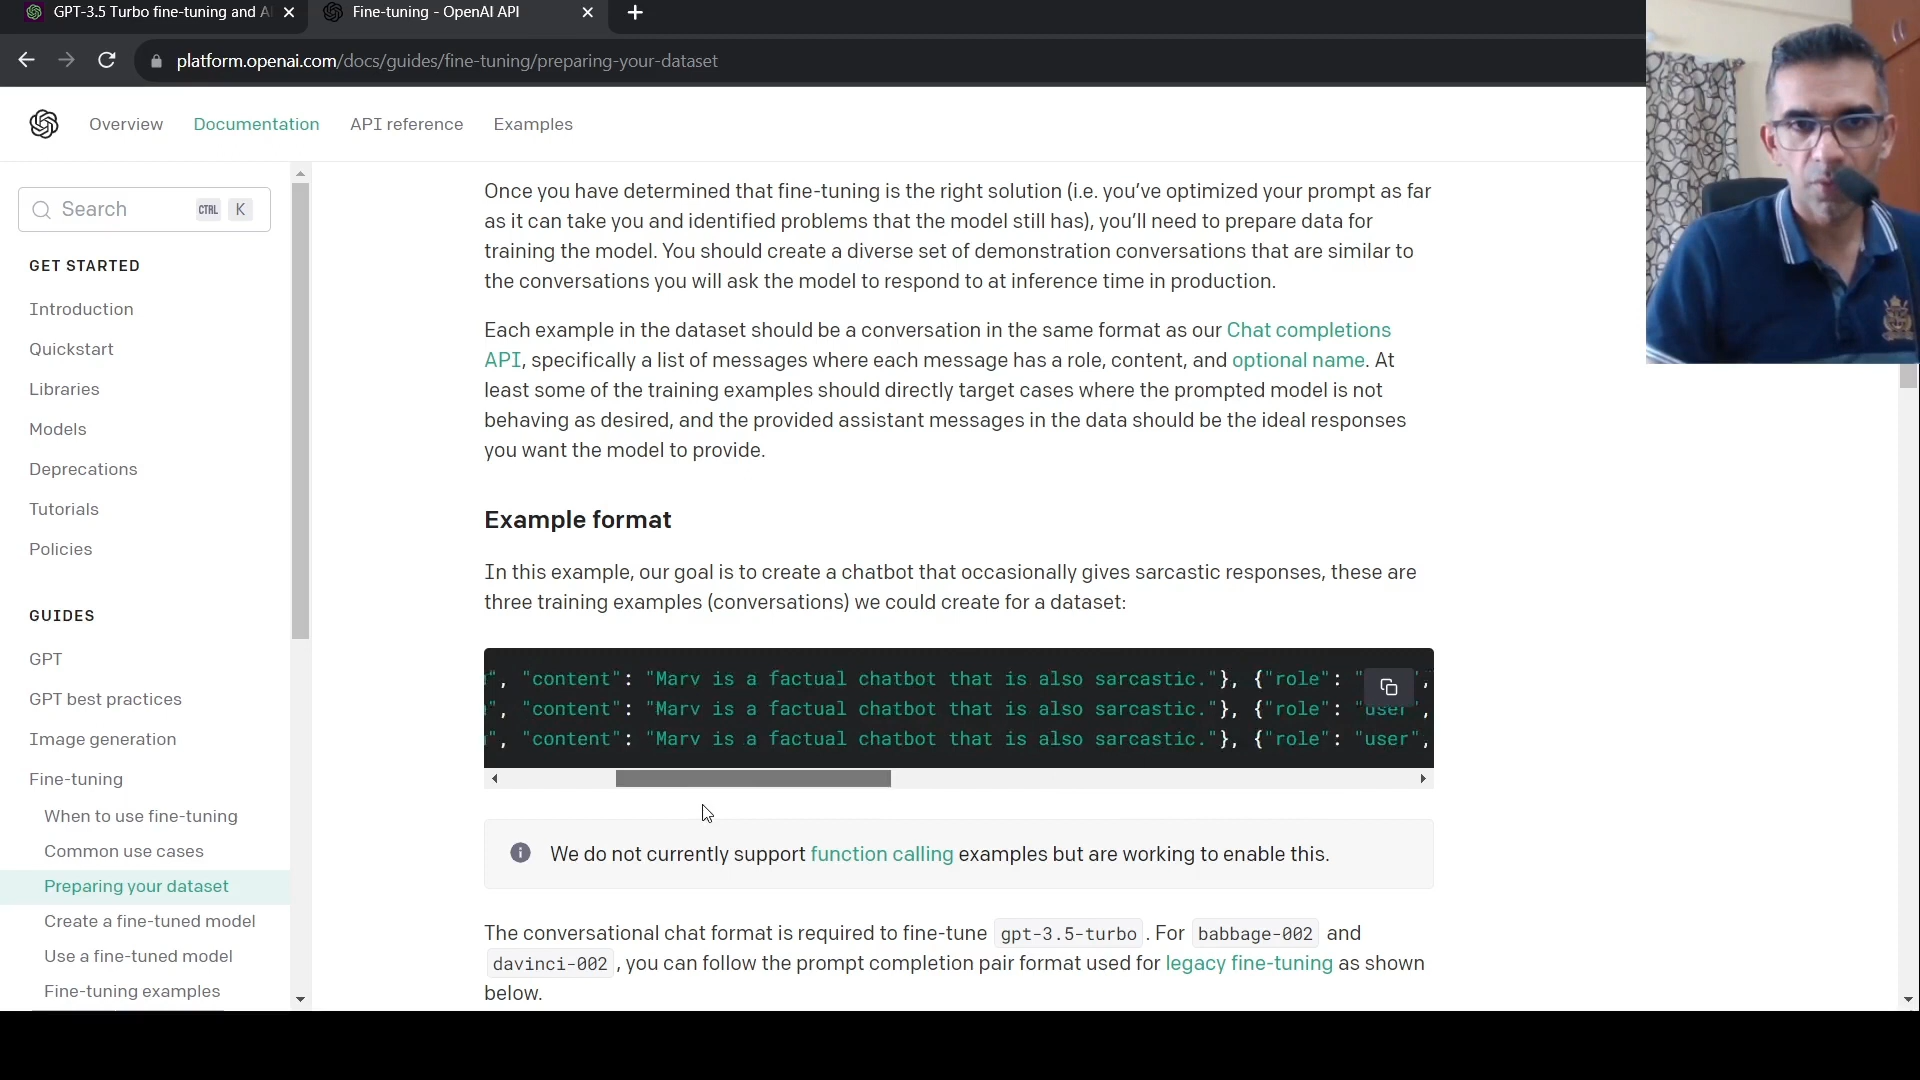 GPT-3.5 Turbo fine-tuning and A
Fine-tuning - OpenAI API
platform.openai.com/docs/guides/fine-tuning/preparing-your-dataset
Overview
Documentation
API reference
Examples
Search
CTRL
K
GET STARTED
Introduction
Quickstart
Libraries
Models
Deprecations
Tutorials
Policies
GUIDES
GPT
GPT best practices
Image generation
Fine-tuning
When to use fine-tuning
Common use cases
Preparing your dataset
Create a fine-tuned model
Use a fine-tuned model
Fine-tuning examples
Once you have determined that fine-tuning is the right solution (i.e. you’ve optimized your prompt as far
as it can take you and identified problems that the model still has), you’ll need to prepare data for
training the model. You should create a diverse set of demonstration conversations that are similar to
the conversations you will ask the model to respond to at inference time in production.
Each example in the dataset should be a conversation in the same format as our Chat completions
API, specifically a list of messages where each message has a role, content, and optional name. At
least some of the training examples should directly target cases where the prompted model is not
behaving as desired, and the provided assistant messages in the data should be the ideal responses
you want the model to provide.
Example format
In this example, our goal is to create a chatbot that occasionally gives sarcastic responses, these are
three training examples (conversations) we could create for a dataset:
", "content": "Marv is a factual chatbot that is also sarcastic."}, {"role": "
", "content": "Marv is a factual chatbot that is also sarcastic."}, {"role": "user",
", "content": "Marv is a factual chatbot that is also sarcastic."}, {"role": "user",
We do not currently support function calling examples but are working to enable this.
The conversational chat format is required to fine-tune gpt-3.5-turbo. For babbage-002 and
davinci-002, you can follow the prompt completion pair format used for legacy fine-tuning as shown
below.